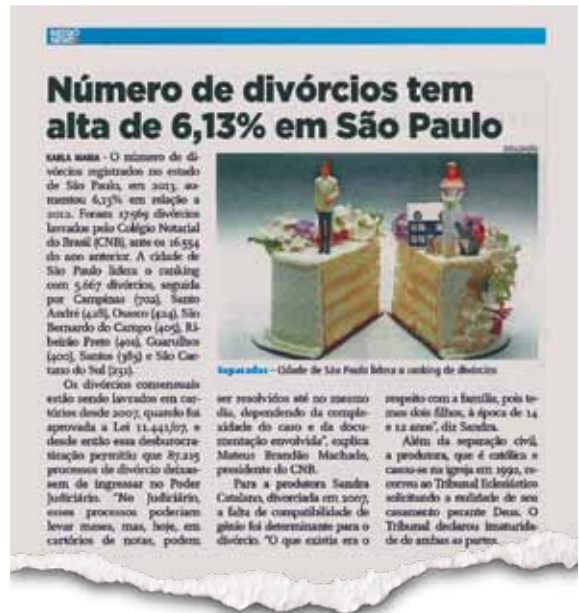 Número de divórcios tem
alta de 6,13% em São Paulo
KARLA MARIA - O número de di-
vórcios registrados no estado
de São Paulo, em 2013, au-
mentou 6,13% em relação a
2012. Foram 17.569 divórcios
lavrados pelo Colégio Notarial
do Brasil (CNB), ante os 16.554
do ano anterior. A cidade de
São Paulo lidera o ranking
com 5.667 divórcios, seguida
por Campinas (702), Santo
André (428), Osasco (424), São
Bernardo do Campo (405), Ri-
beirão Preto (401), Guarulhos
(400), Santos (385) e São Cae-
tano do Sul (251).
Os divórcios consensuais
estão sendo lavrados em car-
tórios desde 2007, quando foi
aprovada a Lei 11.441/07, e
desde então essa desburocra-
tização permitiu que 87.215
processos de divórcio deixas-
sem de ingressar no Poder
Judiciário. "No Judiciário,
esses processos poderiam
levar meses, mas, hoje, em
cartórios de notas, podem
Separados - Cidade de São Paulo lidera o ranking de divórcios
ser resolvidos até no mesmo
dia, dependendo da comple-
xidade do caso e da docu-
mentação envolvida", explica
Mateus Brandão Machado,
presidente do CNB.
Para a produtora Sandra
Catalano, divorciada em 2007,
a falta de compatibilidade de
gênio foi determinante para o
divórcio. "O que existia era o
respeito com a família, pois te-
mos dois filhos, à época de 14
e 12 anos", diz Sandra.
Além da separação civil,
a produtora, que é católica e
casou-se na igreja em 1992, re-
correu ao Tribunal Eclesiástico
solicitando a nulidade de seu
casamento perante Deus. O
Tribunal declarou imaturida-
de de ambas as partes.